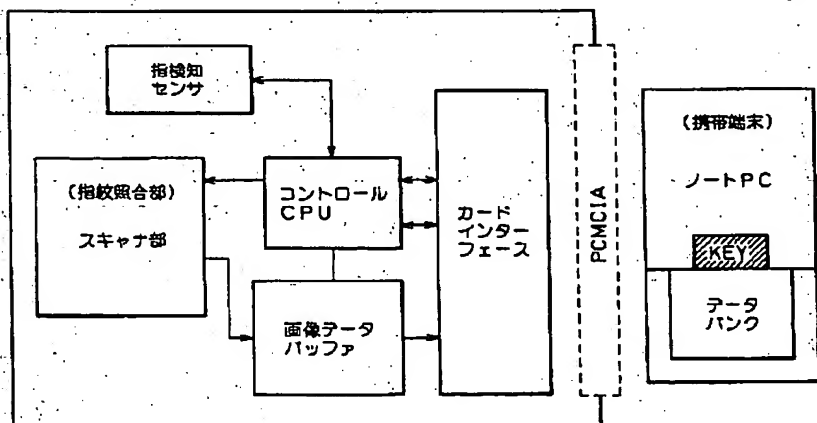 指検知
センサ
(指紋照合部)
スキャナ部
コントロール
CPU
画像データ
バッファ
カード
インター
フェース
PCMCIA
(携帯端末)
ノートPC
KEY
データ
バンク